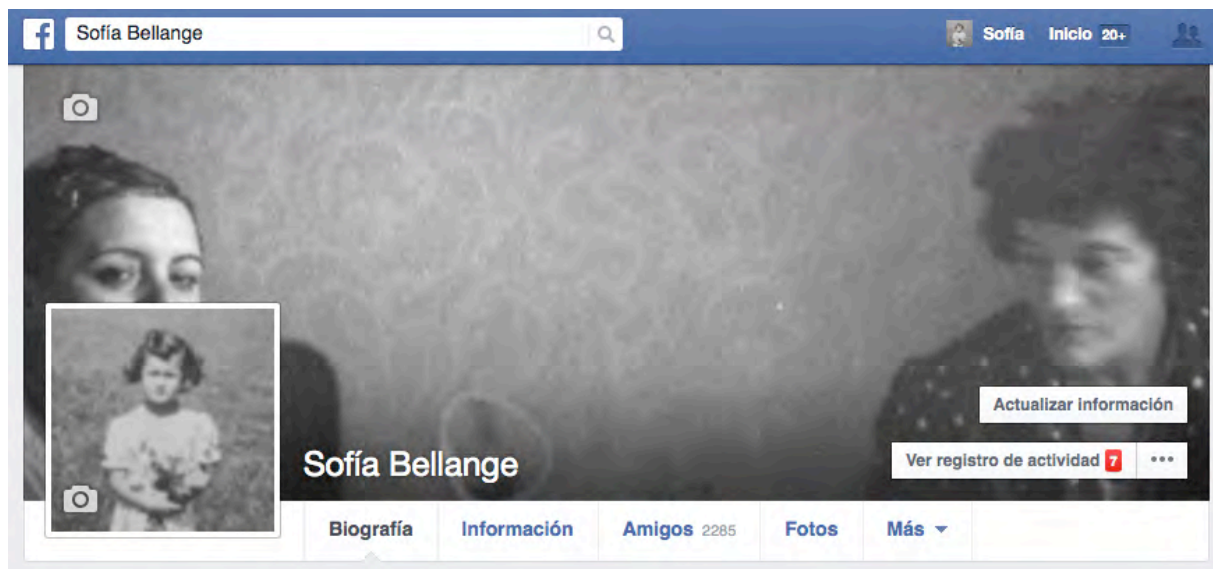 Sofía Bellange
Sofía Inicio 20+
Actualizar información
Ver registro de actividad 7 •••
Sofía Bellange
Biografía Información Amigos 2285 Fotos Más